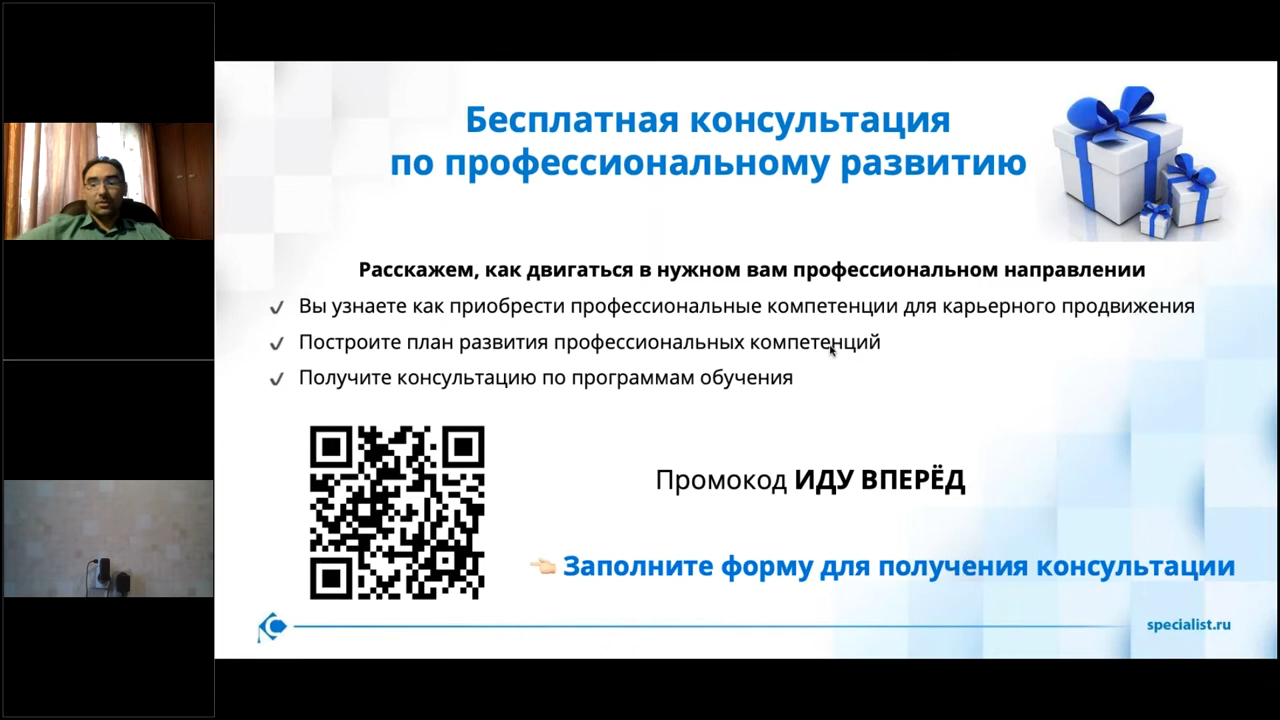 Бесплатная консультация
по профессиональному развитию
Расскажем, как двигаться в нужном вам профессиональном направлении
Вы узнаете как приобрести профессиональные компетенции для карьерного продвижения
Построите план развития профессиональных компетенций
Получите консультацию по программам обучения
Промокод ИДУ ВПЕРЁД
Заполните форму для получения консультации
specialist.ru